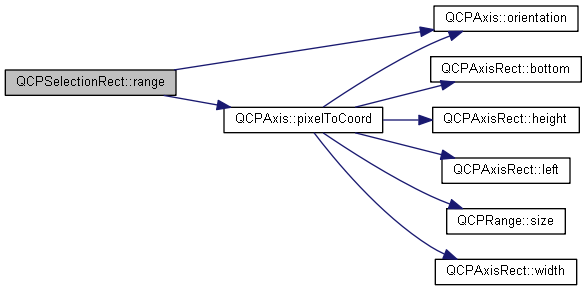 QCPAxis::orientation
QCPAxisRect::bottom
QCPSelectionRect::range
QCPAxis::pixelToCoord
QCPAxisRect::height
QCPAxisRect::left
QCPRange::size
QCPAxisRect::width